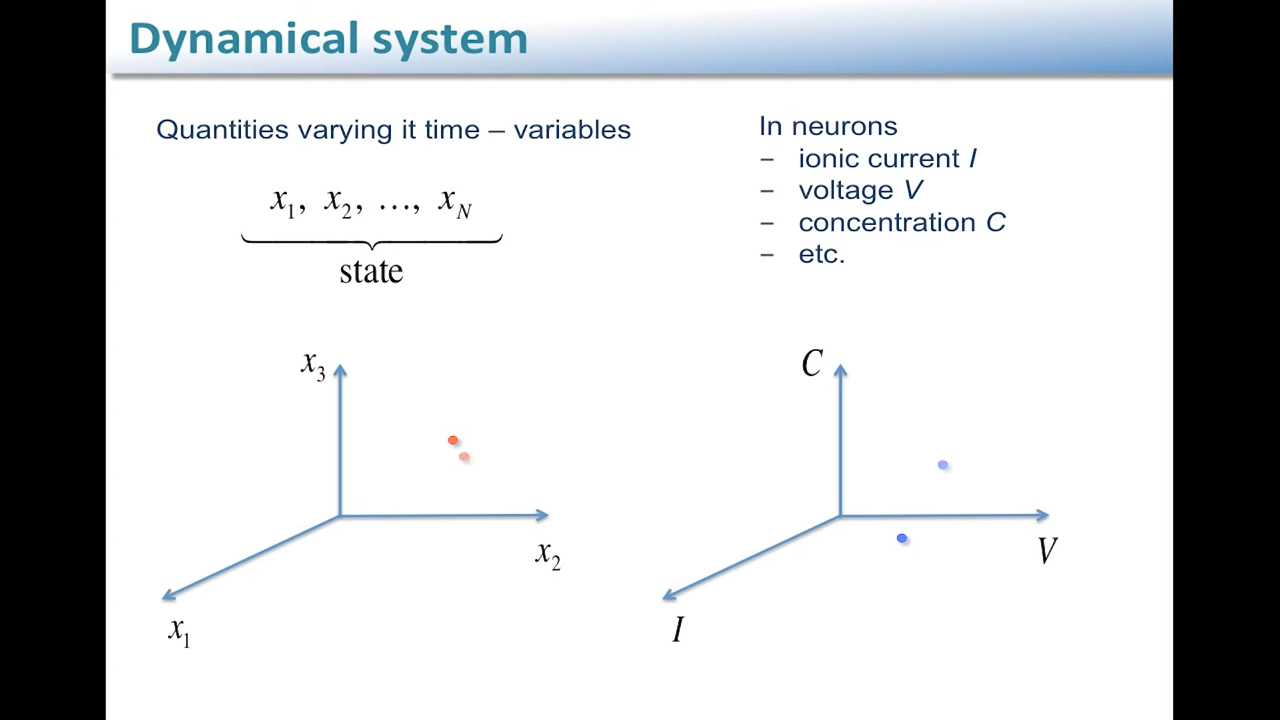 Dynamical system
Quantities varying it time – variables
x₁, x₂, …, x_N
state
In neurons
– ionic current I
– voltage V
– concentration C
– etc.
x₃
x₂
x₁
C
V
I